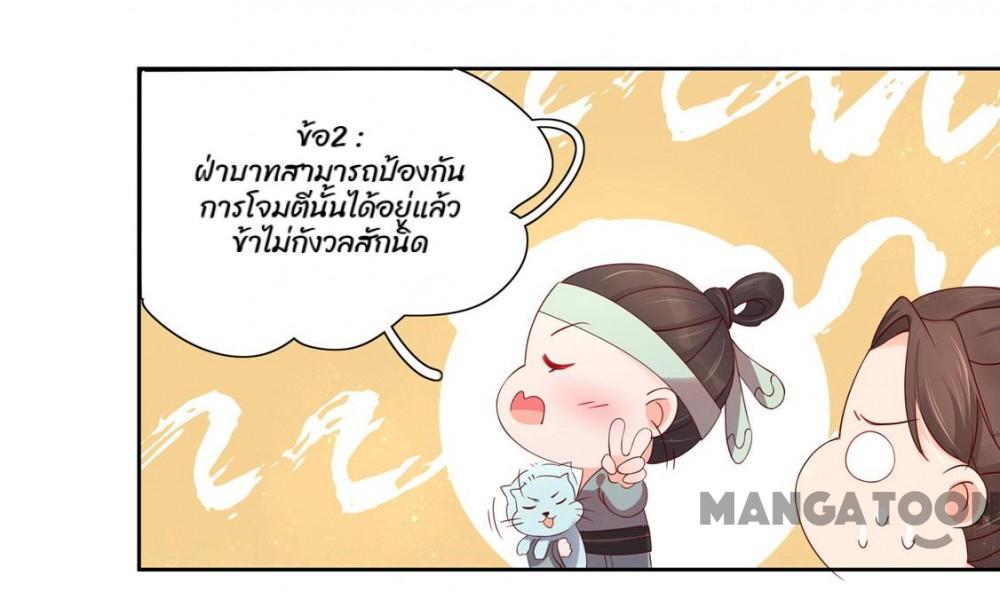 ข้อ2 :
ฝ่าบาทสามารถป้องกัน
การโจมตีนั้นได้อยู่แล้ว
ข้าไม่กังวลสักนิด
MANGATOON